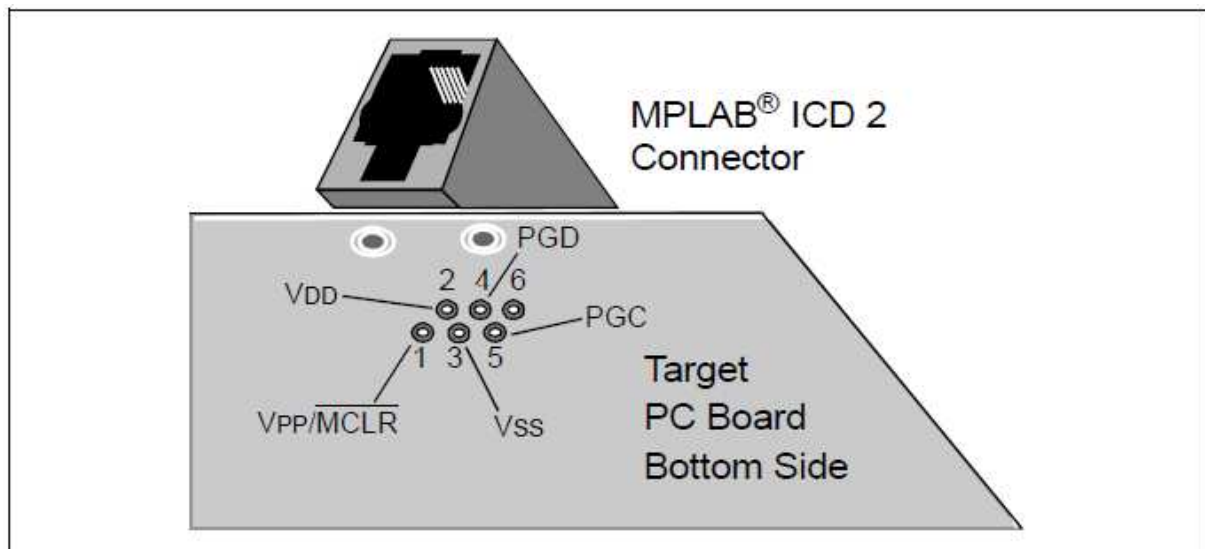 MPLAB® ICD 2
Connector
PGD
2 4 6
VDD
PGC
1 3 5
VPP/MCLR
VSS
Target
PC Board
Bottom Side